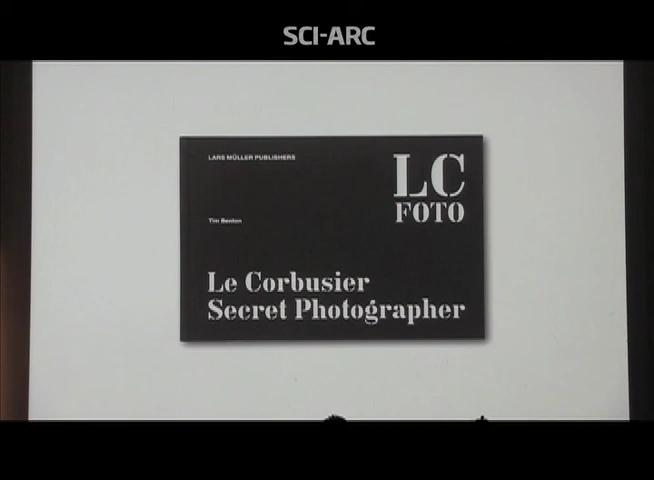 SCI-ARC
LARS MÜLLER PUBLISHERS
LC
FOTO
Tim Benton
Le Corbusier
Secret Photographer